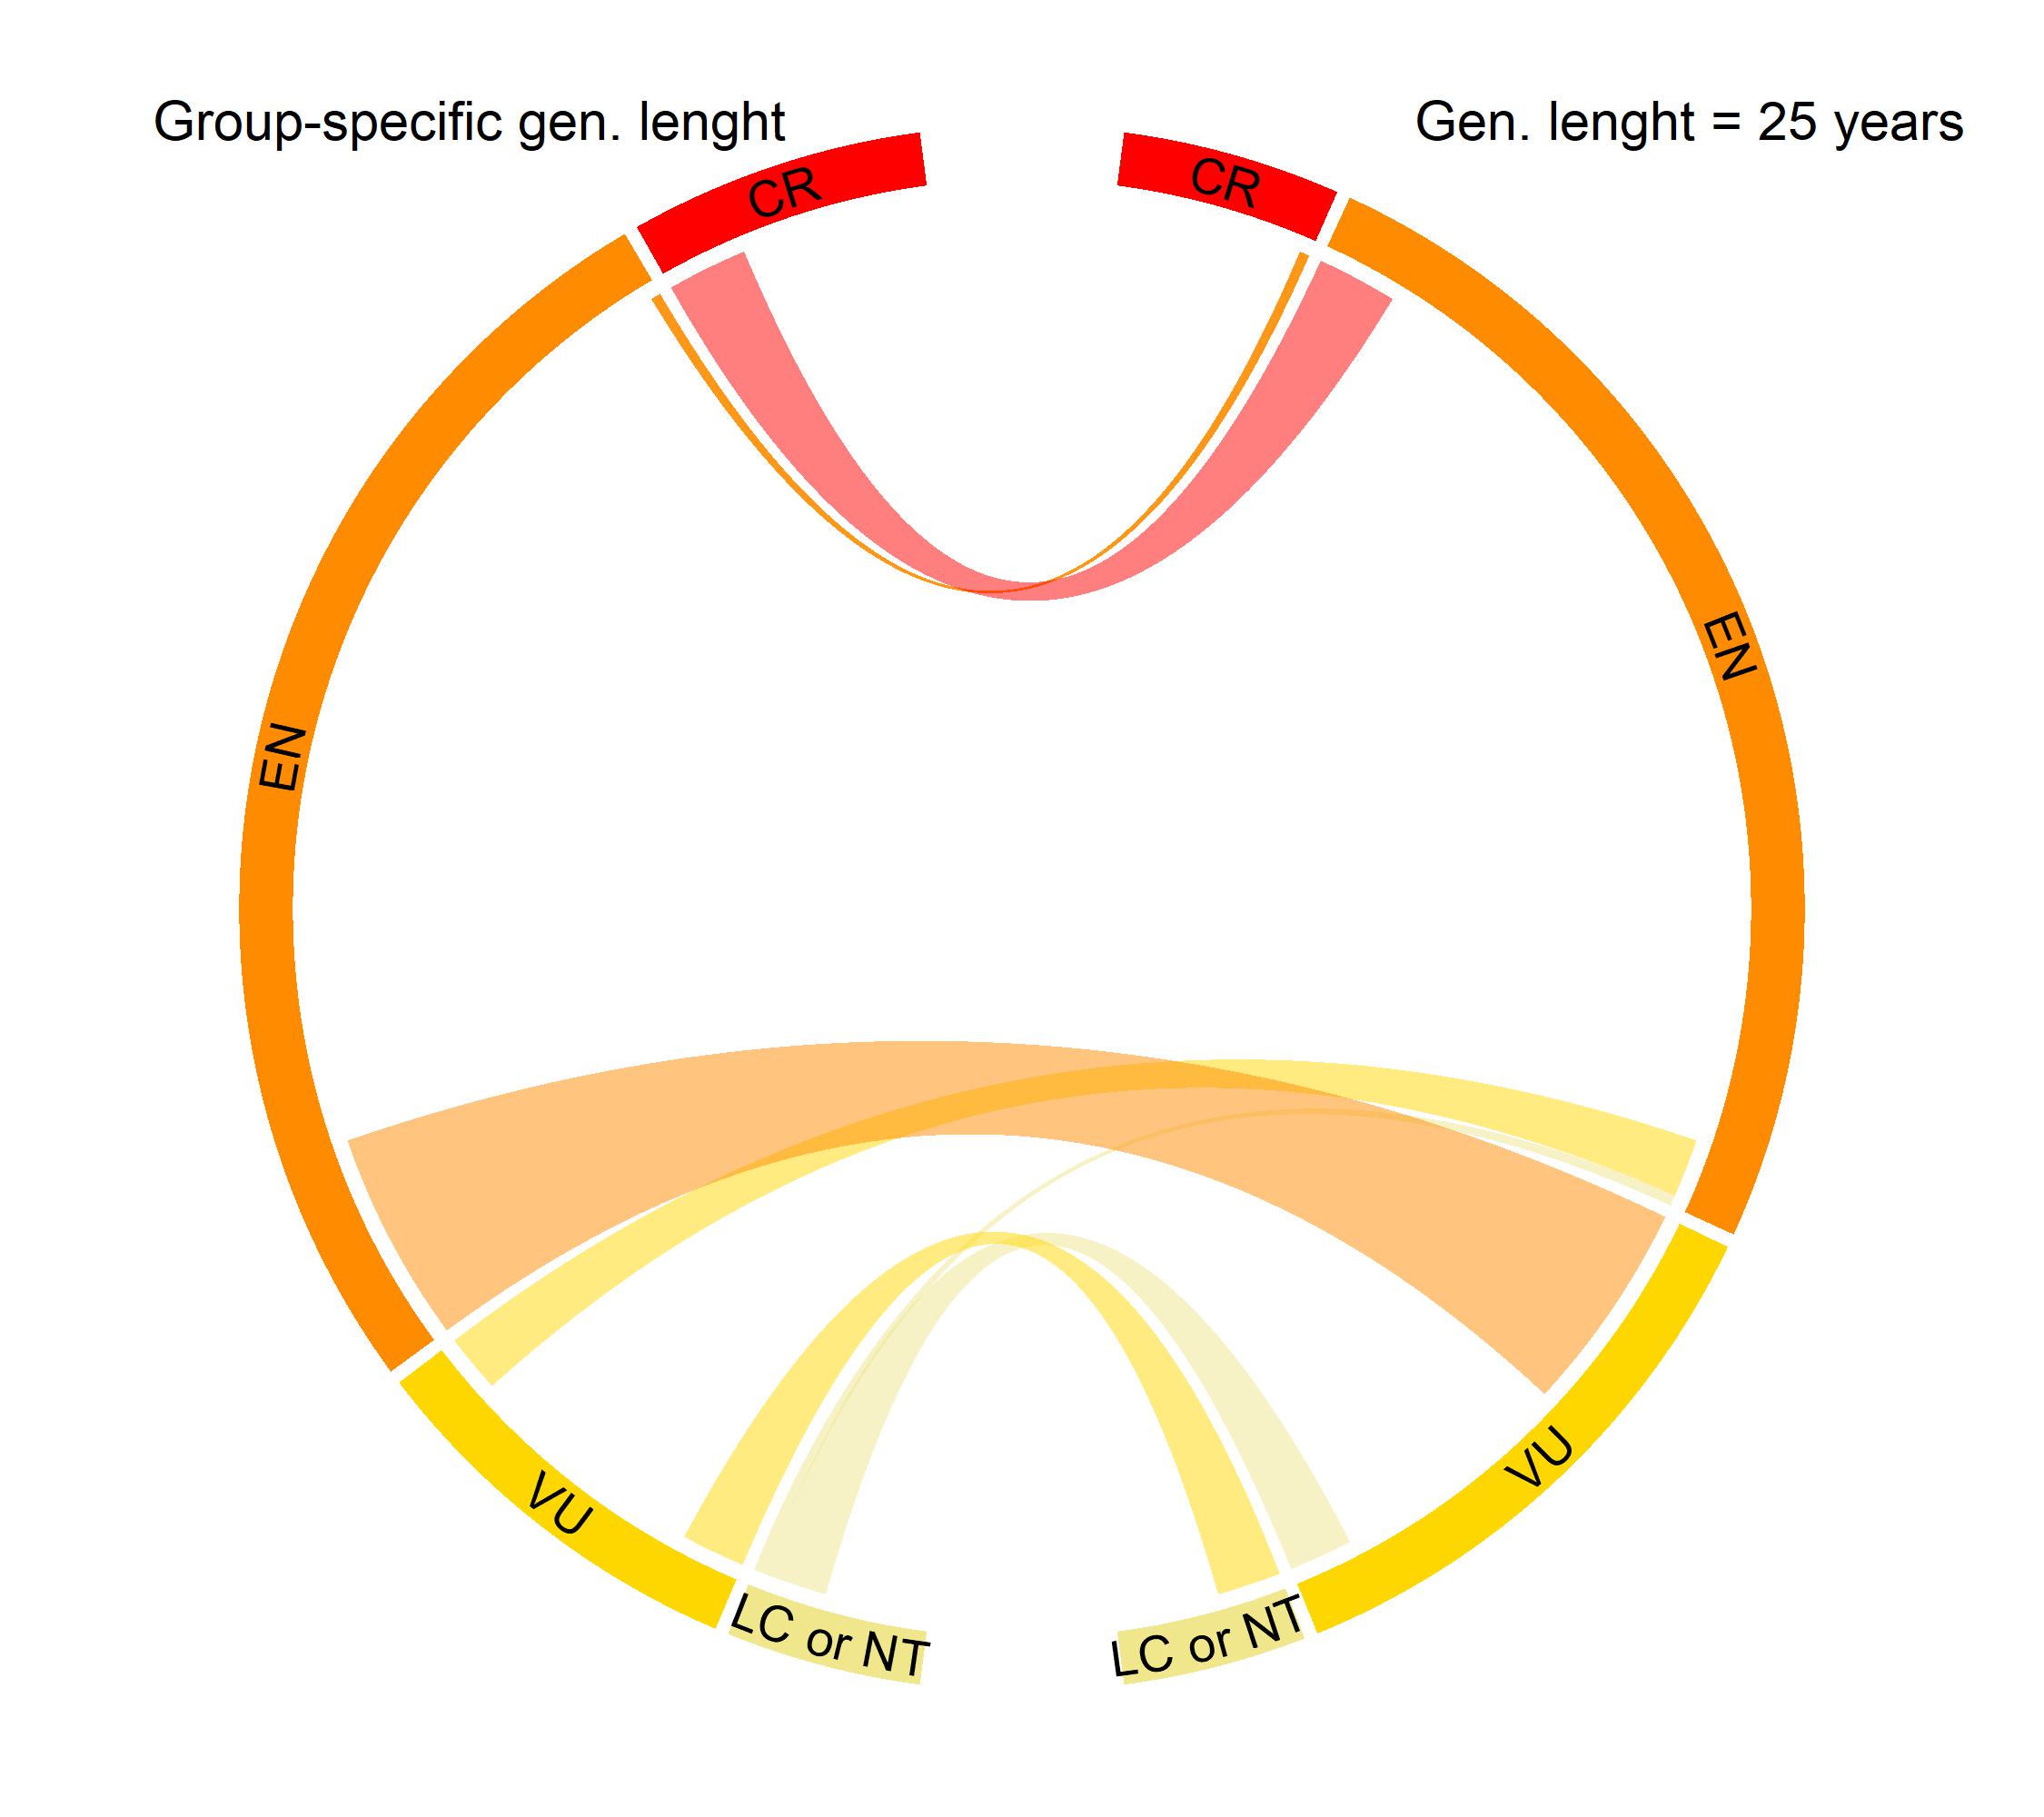 Group-specific gen. lenght
Gen. lenght = 25 years
CR
CR
EN
EN
VU
VU
LC or NT
LC or NT